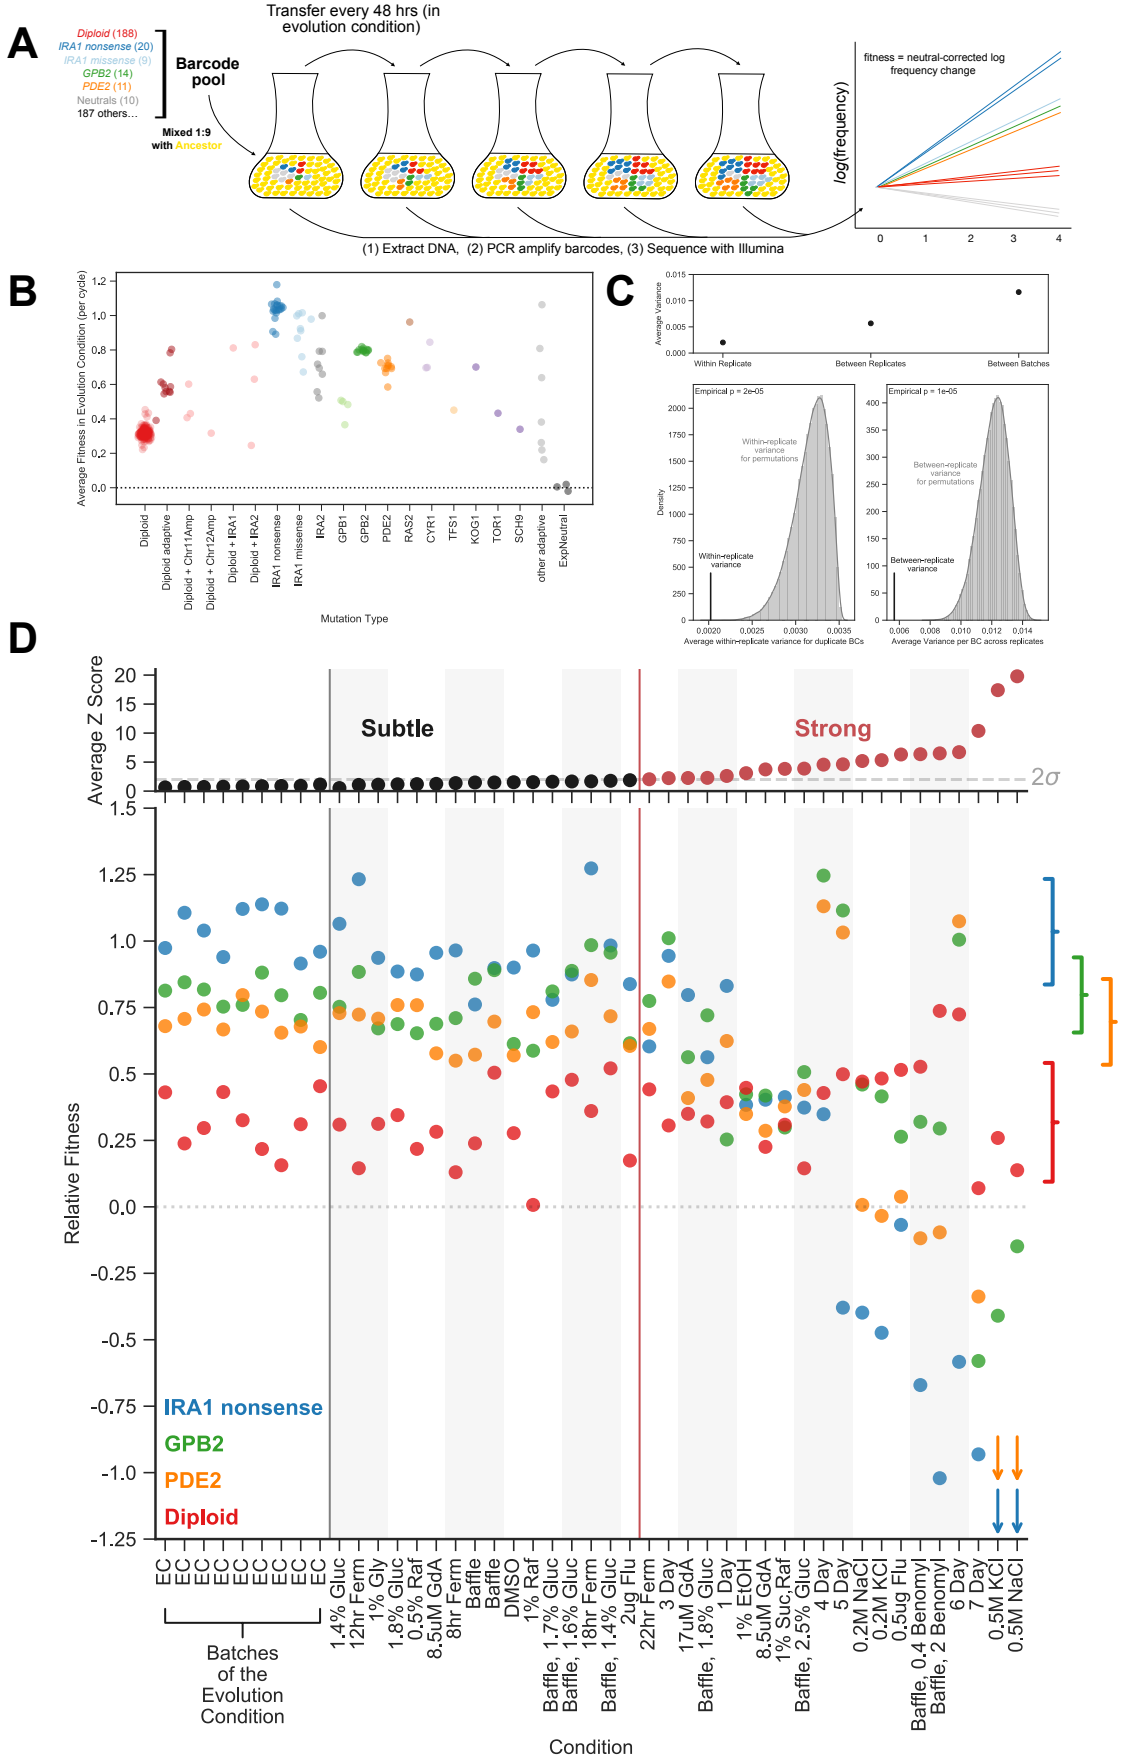 A
Transfer every 48 hrs (in
evolution condition)
Diploid (188)
IRA1 nonsense (20)
IRA1 missense (9)
GPB2 (14)
PDE2 (11)
Neutrals (10)
187 others...
Barcode
pool
Mixed 1:9
with Ancestor
(1) Extract DNA, (2) PCR amplify barcodes, (3) Sequence with Illumina
fitness = neutral-corrected log
frequency change
log(frequency)
0 1 2 3 4
B
Average Fitness in Evolution Condition (per cycle)
1.2
1.0
0.8
0.6
0.4
0.2
0.0
Diploid
Diploid adaptive
Diploid + Chr11Amp
Diploid + Chr12Amp
Diploid + IRA1
Diploid + IRA2
IRA1 nonsense
IRA1 missense
IRA2
GPB1
GPB2
PDE2
RAS2
CYR1
TFS1
KOG1
TOR1
SCH9
other adaptive
ExpNeutral
Mutation Type
C
Average Variance
0.015
0.010
0.005
0.000
Within Replicate
Between Replicates
Between Batches
Empirical p = 2e-05
Within-replicate
variance
for permutations
Within-replicate
variance
Density
2000
1750
1500
1250
1000
750
500
250
0
0.0020 0.0025 0.0030 0.0035
Average within-replicate variance for duplicate BCs
Empirical p = 1e-05
Between-replicate
variance
for permutations
Between-replicate
variance
400
350
300
250
200
150
100
50
0
0.006 0.008 0.010 0.012 0.014
Average Variance per BC across replicates
D
Average Z Score
20
15
10
5
0
Subtle
Strong
2σ
Relative Fitness
1.5
1.25
1.0
0.75
0.5
0.25
0.0
-0.25
-0.5
-0.75
-1.0
-1.25
IRA1 nonsense
GPB2
PDE2
Diploid
EC
EC
EC
EC
EC
EC
EC
EC
EC
1.4% Gluc
12hr Ferm
1% Gly
1.8% Gluc
0.5% Raf
8.5uM GdA
8hr Ferm
Baffle
Baffle
DMSO
1% Raf
Baffle, 1.7% Gluc
Baffle, 1.6% Gluc
18hr Ferm
Baffle, 1.4% Gluc
2ug Flu
22hr Ferm
3 Day
17uM GdA
Baffle, 1.8% Gluc
1 Day
1% EtOH
8.5uM GdA
1% Suc,Raf
Baffle, 2.5% Gluc
4 Day
5 Day
0.2M NaCl
0.2M KCl
0.5ug Flu
Baffle, 0.4 Benomyl
Baffle, 2 Benomyl
6 Day
7 Day
0.5M KCl
0.5M NaCl
Batches
of the
Evolution
Condition
Condition